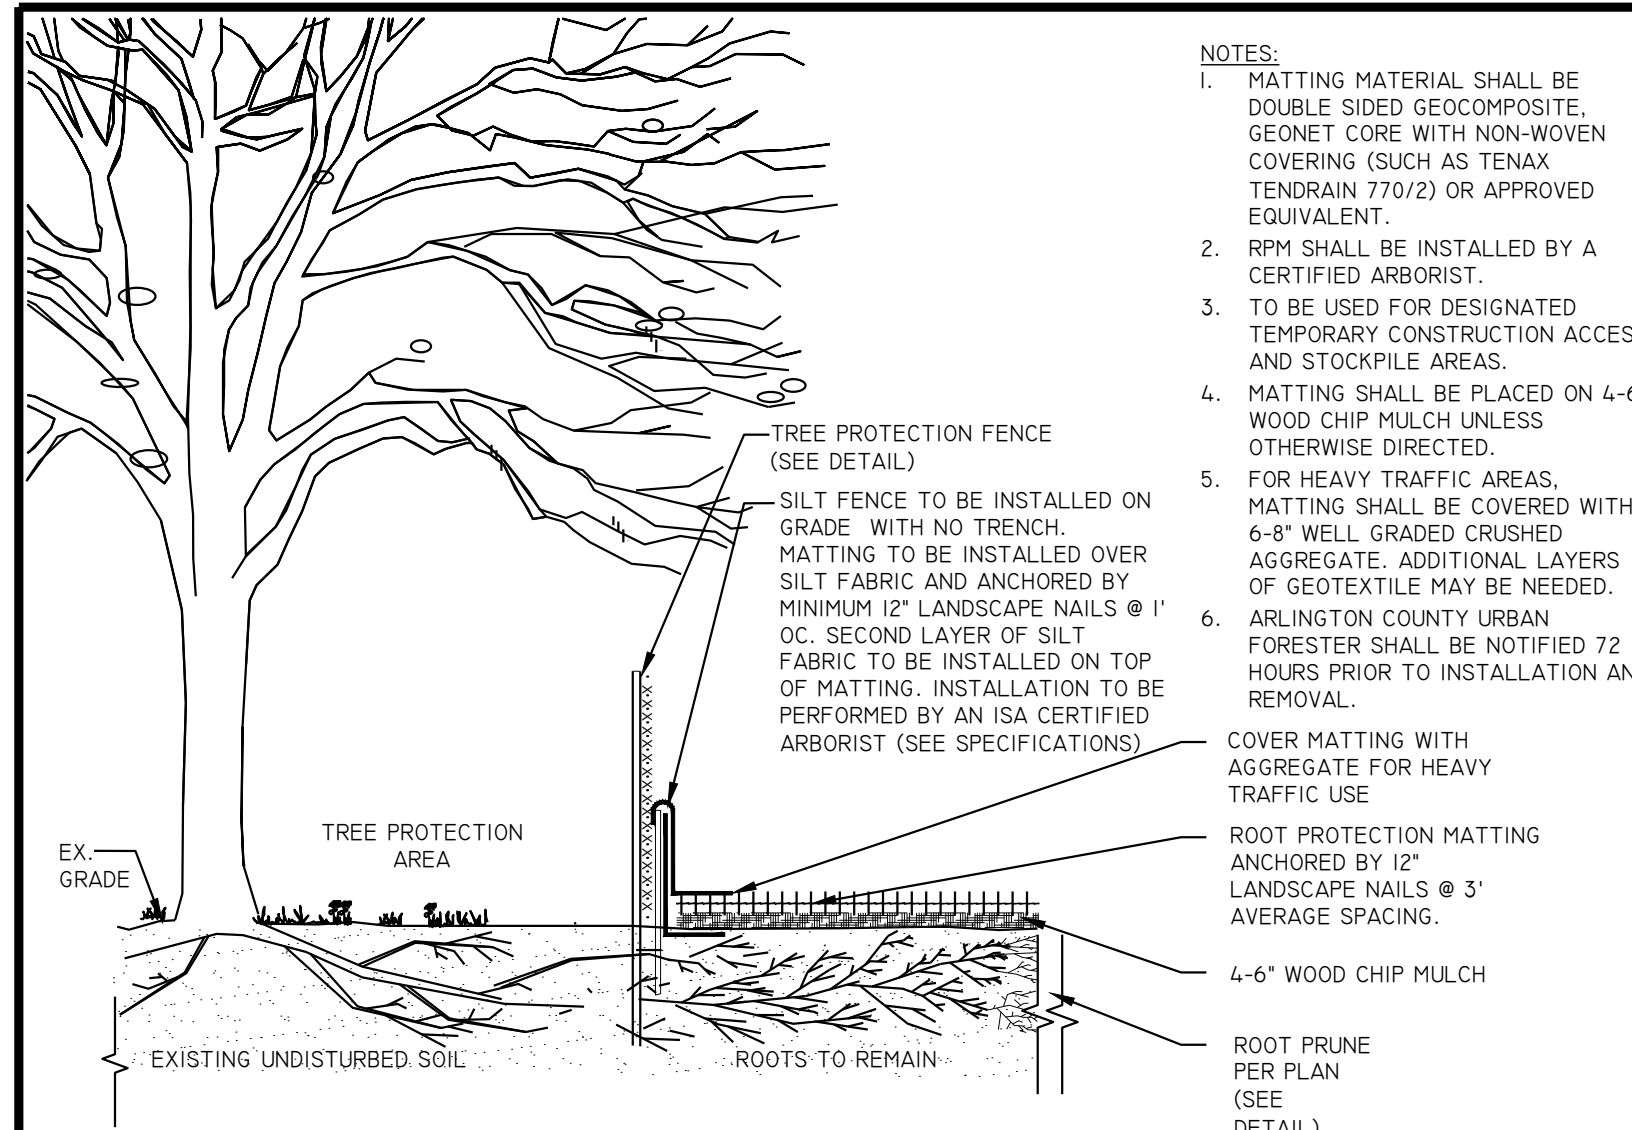 NOTES:
1. MATTING MATERIAL SHALL BE
DOUBLE SIDED GEOCOMPOSITE,
GEONET CORE WITH NON-WOVEN
COVERING (SUCH AS TENAX
TENDRAIN 770/2) OR APPROVED
EQUIVALENT.
2. RPM SHALL BE INSTALLED BY A
CERTIFIED ARBORIST.
3. TO BE USED FOR DESIGNATED
TEMPORARY CONSTRUCTION ACCES
AND STOCKPILE AREAS.
4. MATTING SHALL BE PLACED ON 4-6
WOOD CHIP MULCH UNLESS
OTHERWISE DIRECTED.
5. FOR HEAVY TRAFFIC AREAS,
MATTING SHALL BE COVERED WITH
6-8" WELL GRADED CRUSHED
AGGREGATE. ADDITIONAL LAYERS
OF GEOTEXTILE MAY BE NEEDED.
6. ARLINGTON COUNTY URBAN
FORESTER SHALL BE NOTIFIED 72
HOURS PRIOR TO INSTALLATION AN
REMOVAL.
TREE PROTECTION FENCE
(SEE DETAIL)
SILT FENCE TO BE INSTALLED ON
GRADE WITH NO TRENCH.
MATTING TO BE INSTALLED OVER
SILT FABRIC AND ANCHORED BY
MINIMUM 12" LANDSCAPE NAILS @ 1'
OC. SECOND LAYER OF SILT
FABRIC TO BE INSTALLED ON TOP
OF MATTING. INSTALLATION TO BE
PERFORMED BY AN ISA CERTIFIED
ARBORIST (SEE SPECIFICATIONS)
COVER MATTING WITH
AGGREGATE FOR HEAVY
TRAFFIC USE
ROOT PROTECTION MATTING
ANCHORED BY 12"
LANDSCAPE NAILS @ 3'
AVERAGE SPACING.
4-6" WOOD CHIP MULCH
ROOT PRUNE
PER PLAN
(SEE
DETAIL)
TREE PROTECTION
AREA
EX.
GRADE
EXISTING UNDISTURBED SOIL
ROOTS TO REMAIN